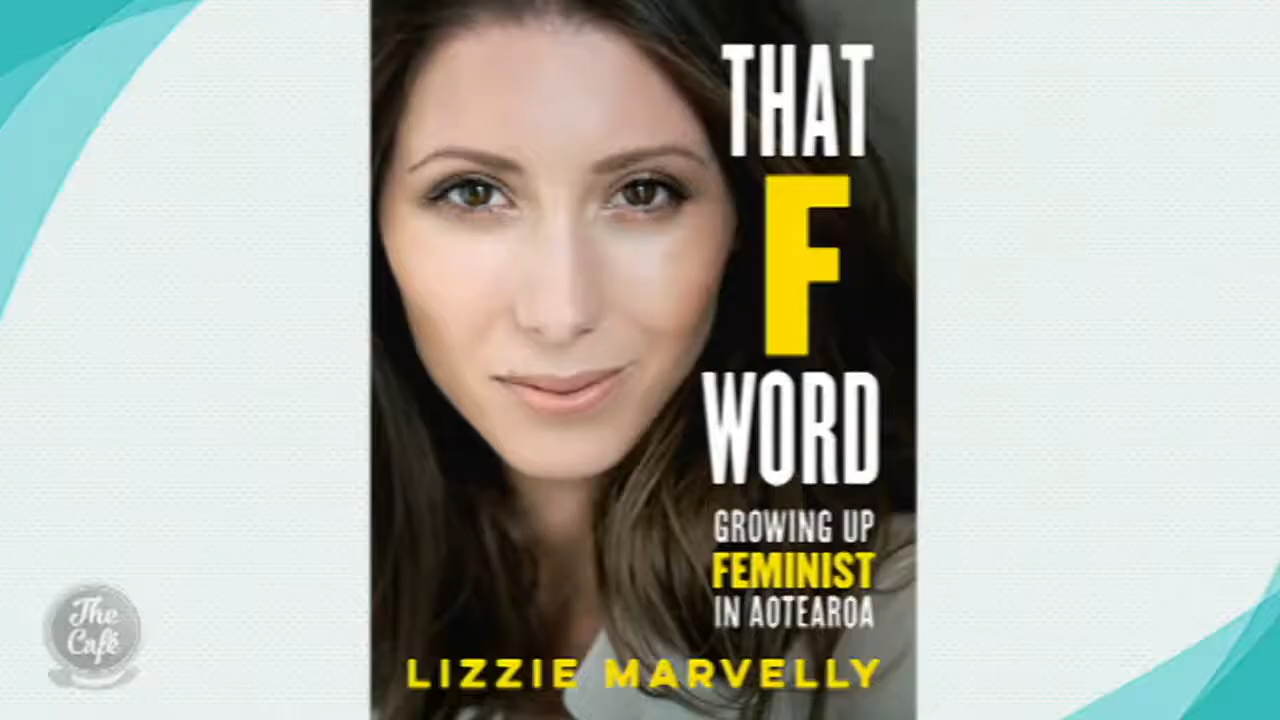 THAT
F
WORD
GROWING UP
FEMINIST
IN AOTEAROA
LIZZIE MARVELLY
The
Café